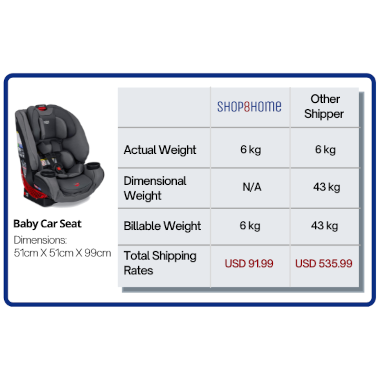 SHOP8HOME
Other
Shipper
Actual Weight
6 kg
6 kg
Dimensional
Weight
N/A
43 kg
Billable Weight
6 kg
43 kg
Total Shipping
Rates
USD 91.99
USD 535.99
Baby Car Seat
Dimensions:
51cm X 51cm X 99cm